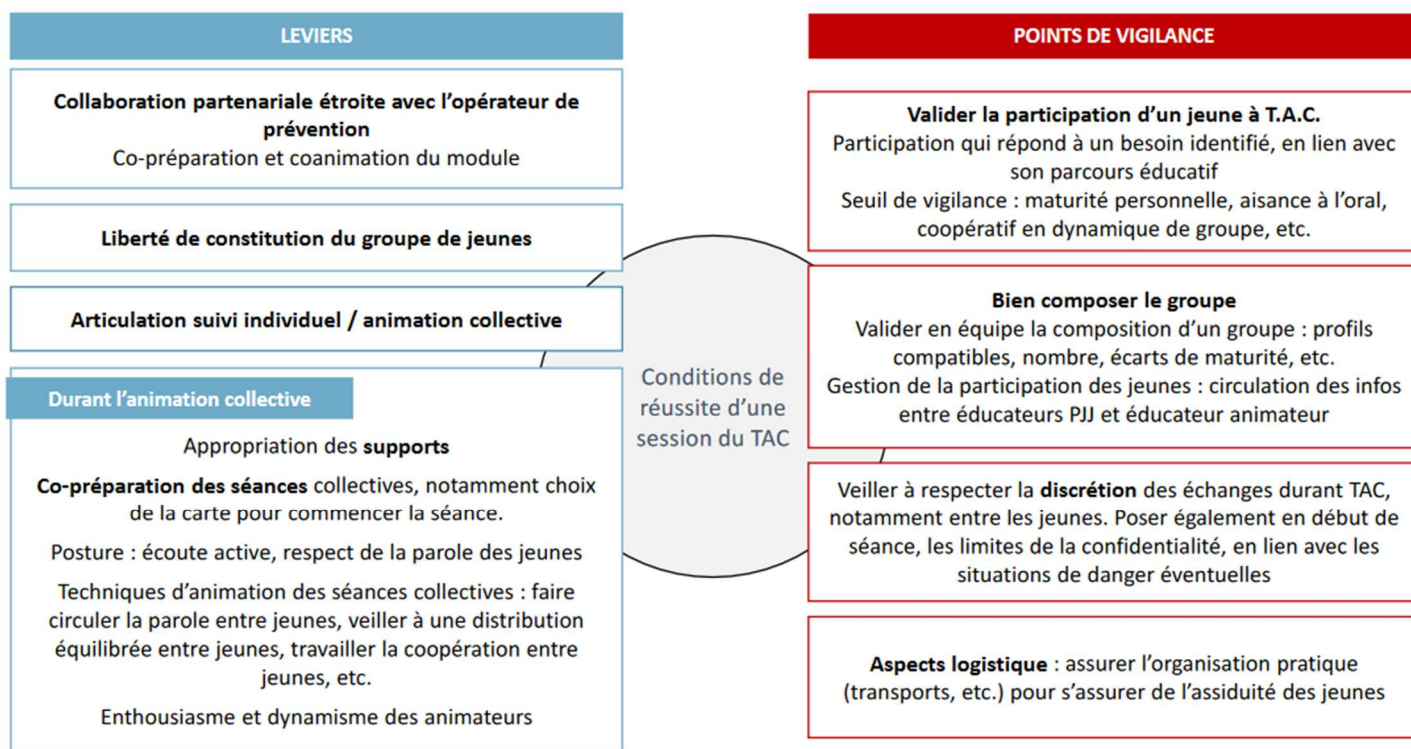 LEVIERS
Collaboration partenariale étroite avec l'opérateur de
prévention
Co-préparation et coanimation du module
Liberté de constitution du groupe de jeunes
Articulation suivi individuel / animation collective
Durant l'animation collective
Appropriation des supports
Co-préparation des séances collectives, notamment choix
de la carte pour commencer la séance.
Posture : écoute active, respect de la parole des jeunes
Techniques d'animation des séances collectives : faire
circuler la parole entre jeunes, veiller à une distribution
équilibrée entre jeunes, travailler la coopération entre
jeunes, etc.
Enthousiasme et dynamisme des animateurs
Conditions de
réussite d'une
session du TAC
POINTS DE VIGILANCE
Valider la participation d'un jeune à T.A.C.
Participation qui répond à un besoin identifié, en lien avec
son parcours éducatif
Seuil de vigilance : maturité personnelle, aisance à l'oral,
coopératif en dynamique de groupe, etc.
Bien composer le groupe
Valider en équipe la composition d'un groupe : profils
compatibles, nombre, écarts de maturité, etc.
Gestion de la participation des jeunes : circulation des infos
entre éducateurs PJJ et éducateur animateur
Veiller à respecter la discrétion des échanges durant TAC,
notamment entre les jeunes. Poser également en début de
séance, les limites de la confidentialité, en lien avec les
situations de danger éventuelles
Aspects logistique : assurer l'organisation pratique
(transports, etc.) pour s'assurer de l'assiduité des jeunes